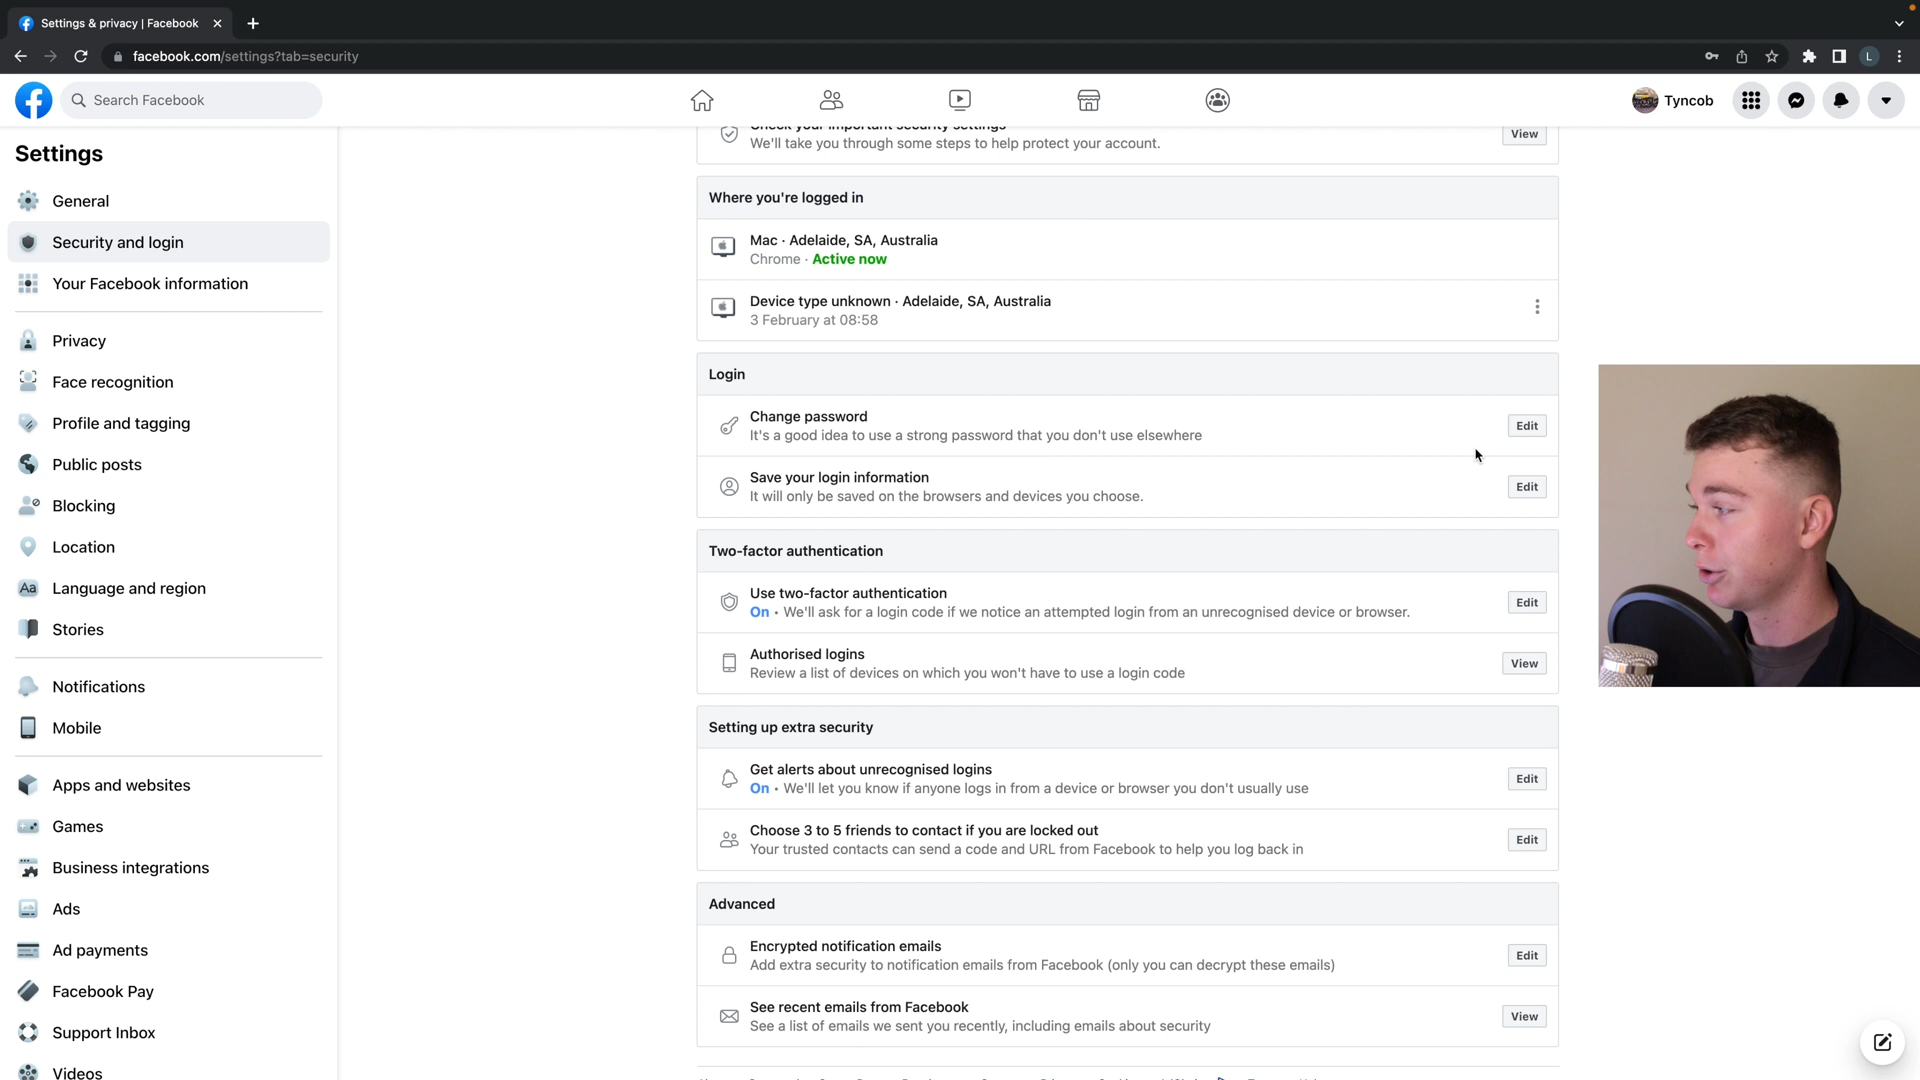 Settings & privacy | Facebook
facebook.com/settings?tab=security
L
Search Facebook
Tyncob
Settings
General
Security and login
Your Facebook information
Privacy
Face recognition
Profile and tagging
Public posts
Blocking
Location
Aa Language and region
Stories
Notifications
Mobile
Apps and websites
Games
Business integrations
Ads
Ad payments
Facebook Pay
Support Inbox
Videos
Check your important security settings
We'll take you through some steps to help protect your account.
View
Where you're logged in
Mac · Adelaide, SA, Australia
Chrome · Active now
Device type unknown · Adelaide, SA, Australia
3 February at 08:58
Login
Change password
It's a good idea to use a strong password that you don't use elsewhere
Edit
Save your login information
It will only be saved on the browsers and devices you choose.
Edit
Two-factor authentication
Use two-factor authentication
On · We'll ask for a login code if we notice an attempted login from an unrecognised device or browser.
Edit
Authorised logins
Review a list of devices on which you won't have to use a login code
View
Setting up extra security
Get alerts about unrecognised logins
On · We'll let you know if anyone logs in from a device or browser you don't usually use
Edit
Choose 3 to 5 friends to contact if you are locked out
Your trusted contacts can send a code and URL from Facebook to help you log back in
Edit
Advanced
Encrypted notification emails
Add extra security to notification emails from Facebook (only you can decrypt these emails)
Edit
See recent emails from Facebook
See a list of emails we sent you recently, including emails about security
View